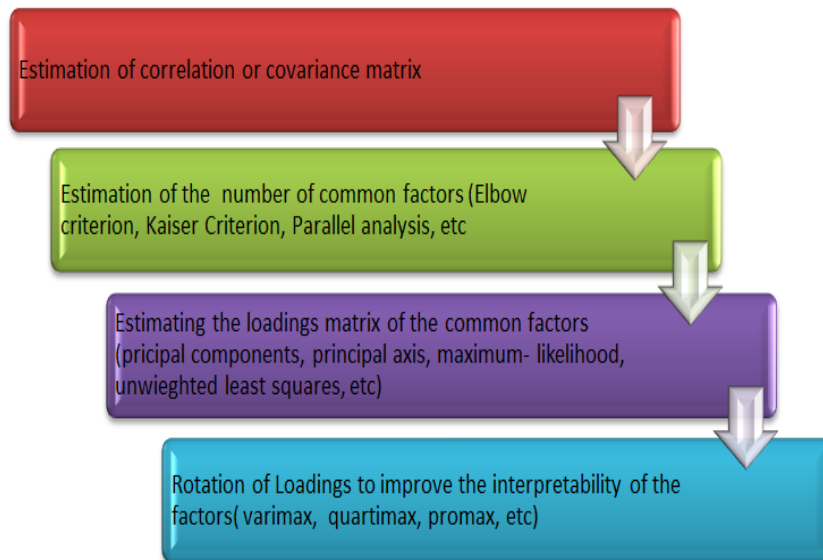 Estimation of correlation or covariance matrix
Estimation of the number of common factors (Elbow
criterion, Kaiser Criterion, Parallel analysis, etc
Estimating the loadings matrix of the common factors
(pricipal components, principal axis, maximum- likelihood,
unwieghted least squares, etc)
Rotation of Loadings to improve the interpretability of the
factors( varimax, quartimax, promax, etc)